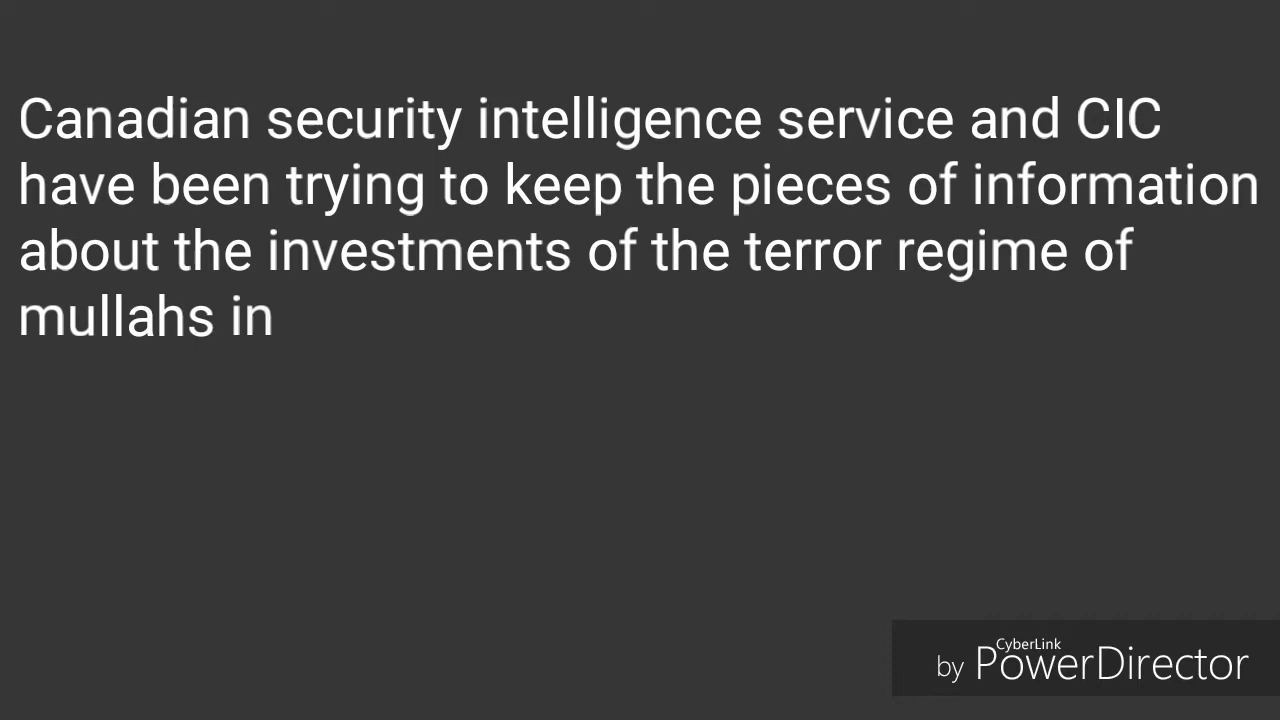 Canadian security intelligence service and CIC
have been trying to keep the pieces of information
about the investments of the terror regime of
mullahs in
CyberLink
by PowerDirector